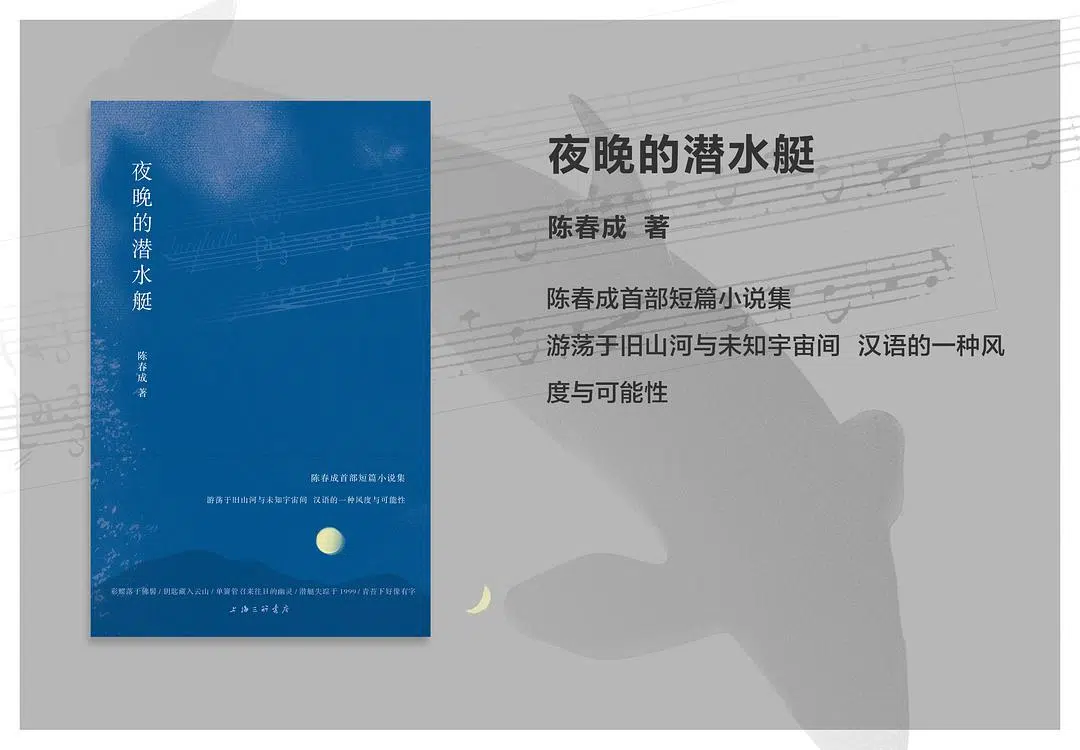 夜晚的潜水艇
陈春成 著
陈春成首部短篇小说集
游荡于旧山河与未知宇宙间 汉语的一种风度与可能性
彩蝶落于佛髻/钥匙藏入云山/单簧管召来往日的幽灵/潜艇失踪于1999/青苔下好像有字
上海三联书店
夜晚的潜水艇
陈春成 著
陈春成首部短篇小说集
游荡于旧山河与未知宇宙间 汉语的一种风
度与可能性